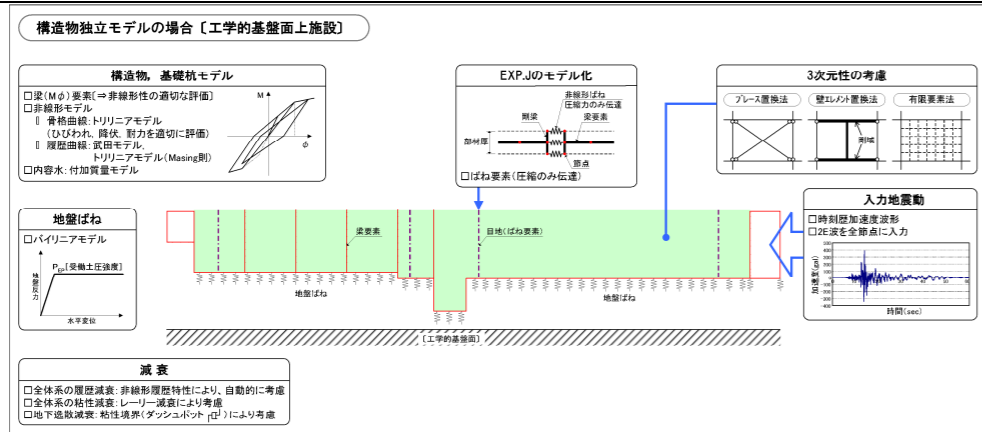 構造物独立モデルの場合〔工学的基盤面上施設〕
構造物，基礎杭モデル
□梁(Mφ)要素[⇒非線形性の適切な評価]
□非線形モデル
骨格曲線:トリリニアモデル
(ひびわれ，降伏，耐力を適切に評価)
履歴曲線:武田モデル，
トリリニアモデル(Masing則)
□内容水:付加質量モデル
M
φ
EXP.Jのモデル化
非線形ばね
圧縮力のみ伝達
剛梁
梁要素
部材厚
節点
□ばね要素(圧縮のみ伝達)
3次元性の考慮
ブレース置換法
壁エレメント置換法
有限要素法
剛域
地盤ばね
□バイリニアモデル
PEP[受働土圧強度]
地盤反力
水平変位
梁要素
目地(ばね要素)
地盤ばね
地盤ばね
[工学的基盤面]
入力地震動
□時刻歴加速度波形
□2E波を全節点に入力
加速度(gal)
時間(sec)
減 衰
□全体系の履歴減衰:非線形履歴特性により、自動的に考慮
□全体系の粘性減衰:レーリー減衰により考慮
□地下逸散減衰:粘性境界(ダッシュポット)により考慮